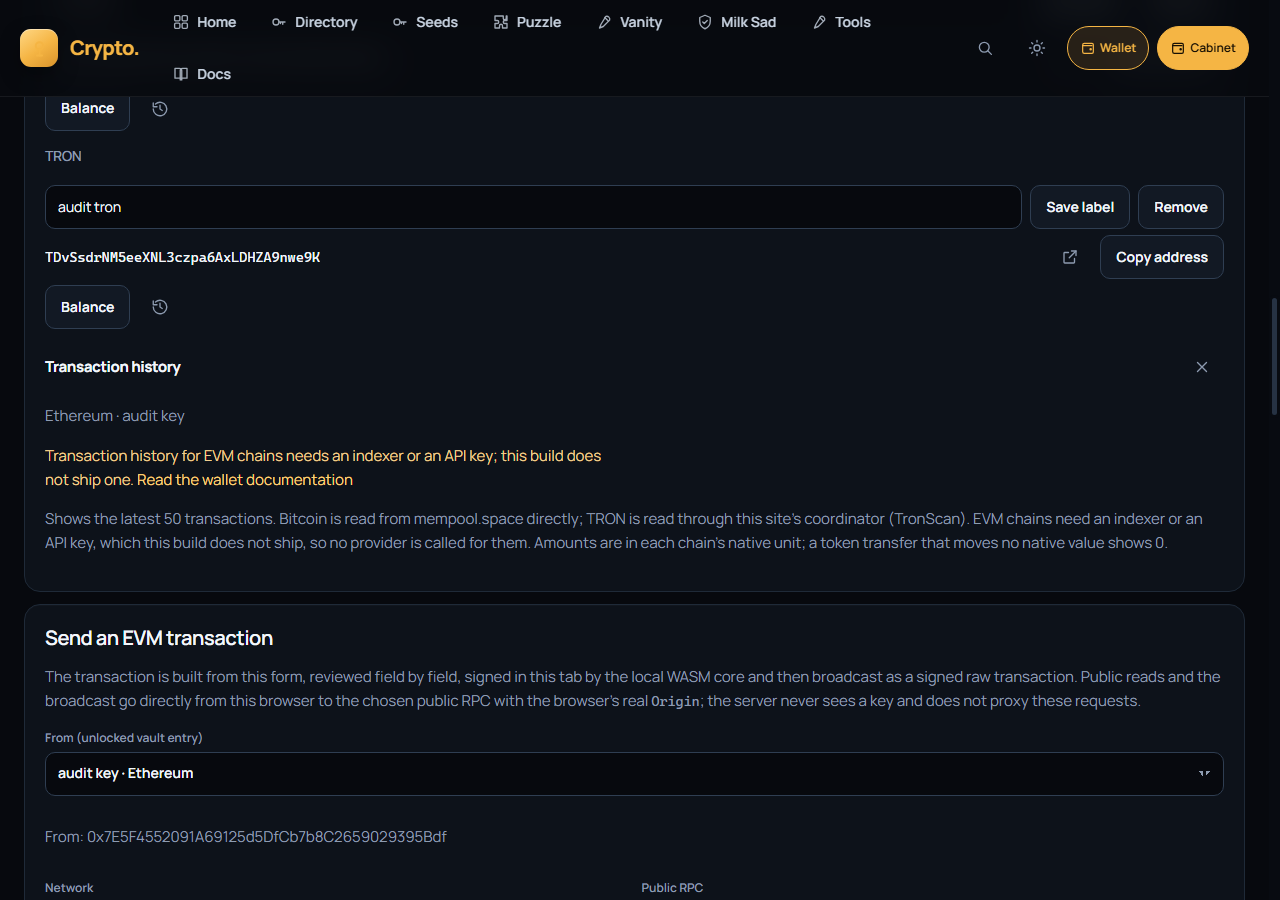 Crypto.
Home
Directory
Seeds
Puzzle
Vanity
Milk Sad
Tools
Docs
Wallet
Cabinet
Balance
TRON
audit tron
Save label
Remove
TDvSsdrNM5eeXNL3czpa6AxLDHZA9nwe9K
Copy address
Balance
Transaction history
Ethereum · audit key
Transaction history for EVM chains needs an indexer or an API key; this build does
not ship one. Read the wallet documentation
Shows the latest 50 transactions. Bitcoin is read from mempool.space directly; TRON is read through this site's coordinator (TronScan). EVM chains need an indexer or an
API key, which this build does not ship, so no provider is called for them. Amounts are in each chain's native unit; a token transfer that moves no native value shows 0.
Send an EVM transaction
The transaction is built from this form, reviewed field by field, signed in this tab by the local WASM core and then broadcast as a signed raw transaction. Public reads and the
broadcast go directly from this browser to the chosen public RPC with the browser's real Origin; the server never sees a key and does not proxy these requests.
From (unlocked vault entry)
audit key · Ethereum
From: 0x7E5F4552091A69125d5DfCb7b8C2659029395Bdf
Network
Public RPC